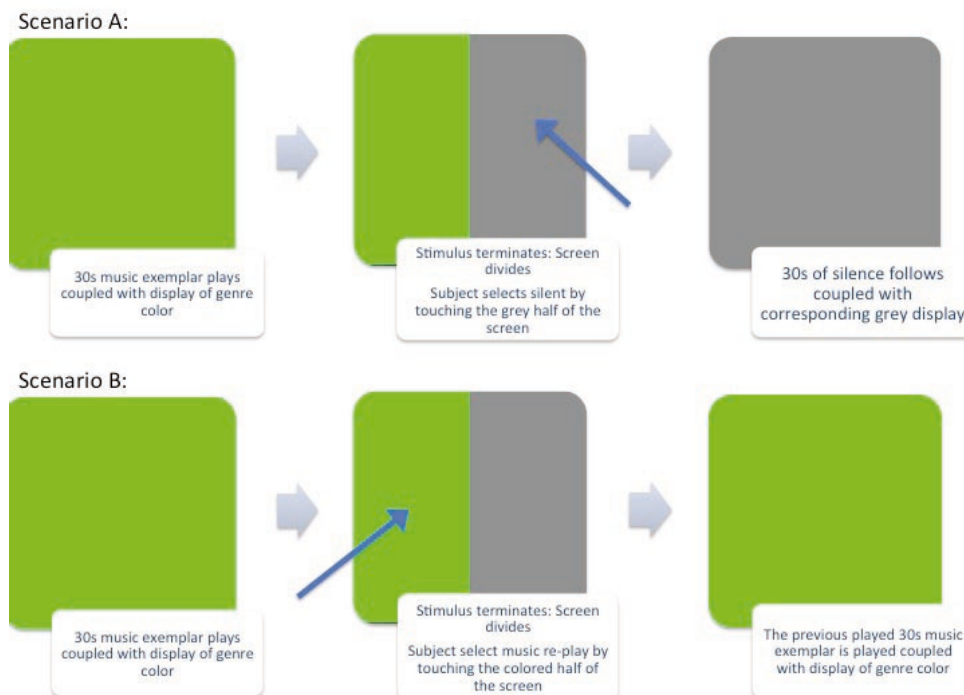 Scenario A:
30s music exemplar plays
coupled with display of genre
color
Stimulus terminates: Screen
divides
Subject selects silent by
touching the grey half of the
screen
30s of silence follows
coupled with
corresponding grey display
Scenario B:
30s music exemplar plays
coupled with display of genre
color
Stimulus terminates: Screen
divides
Subject select music re-play by
touching the colored half of
the screen
The previous played 30s music
exemplar is played coupled
with display of genre color